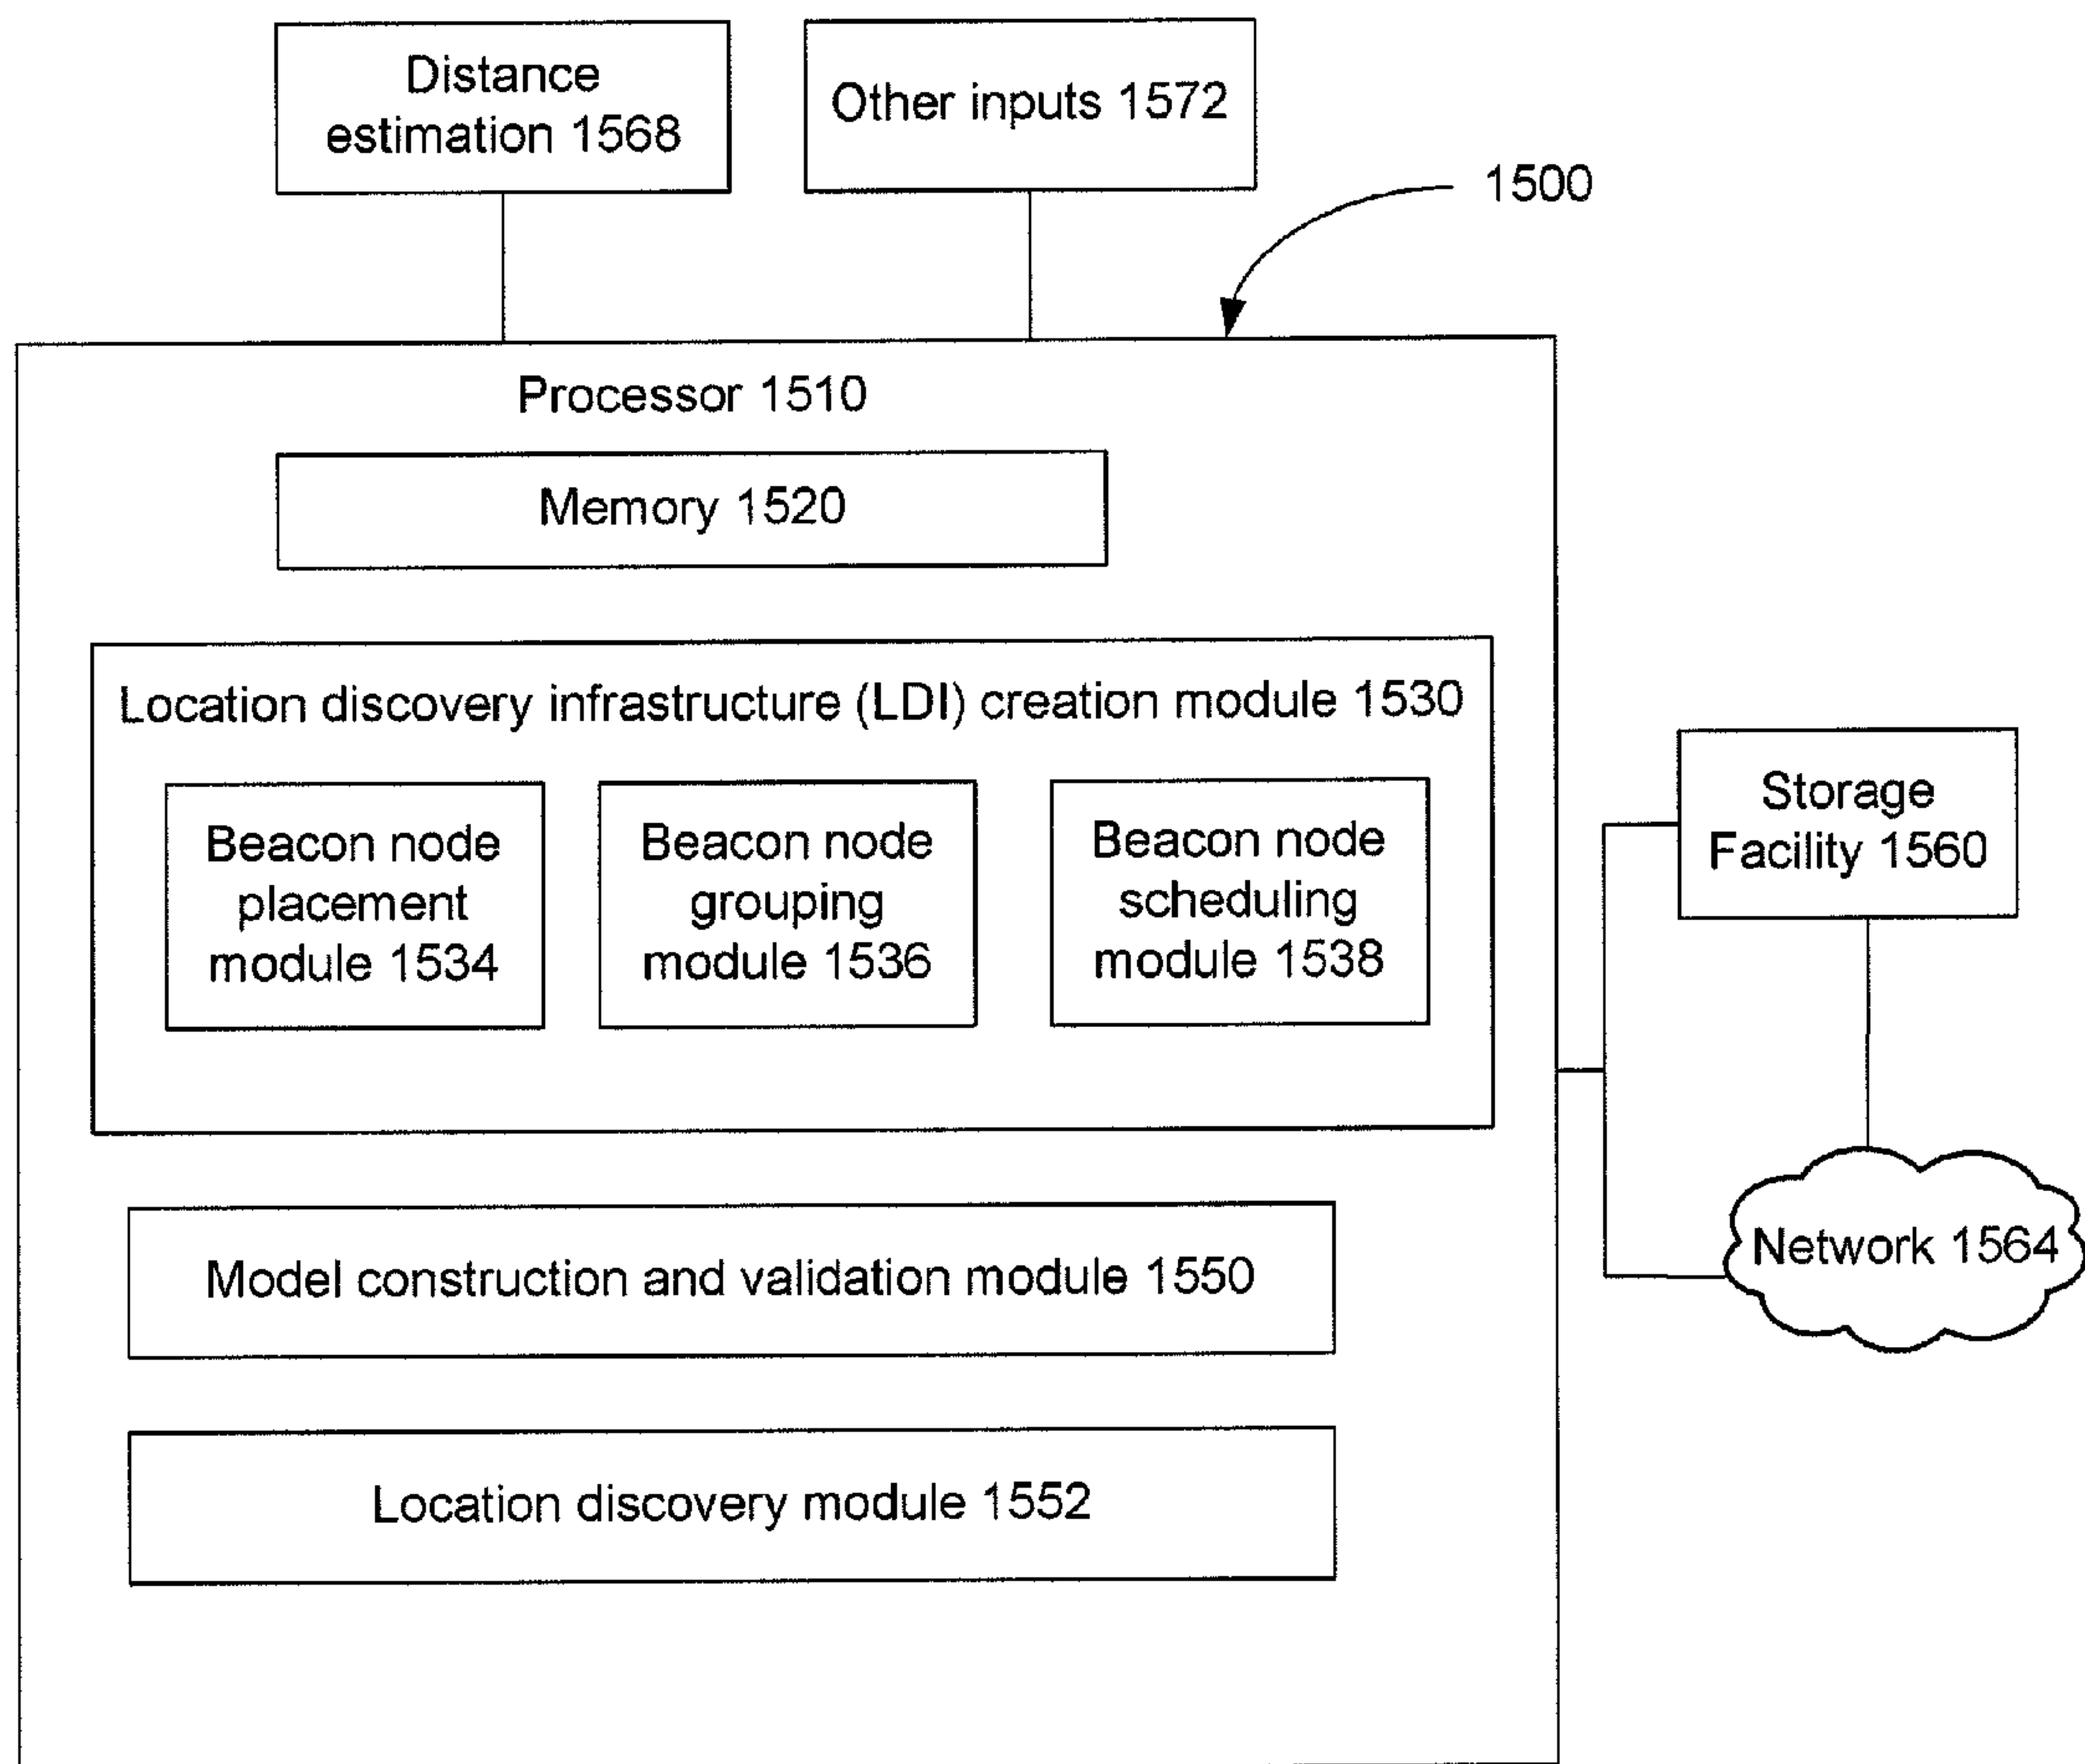 Distance
estimation 1568
Other inputs 1572
1500
Processor 1510
Memory 1520
Location discovery infrastructure (LDI) creation module 1530
Beacon node
placement
module 1534
Beacon node
grouping
module 1536
Beacon node
scheduling
module 1538
Storage
Facility 1560
Network 1564
Model construction and validation module 1550
Location discovery module 1552